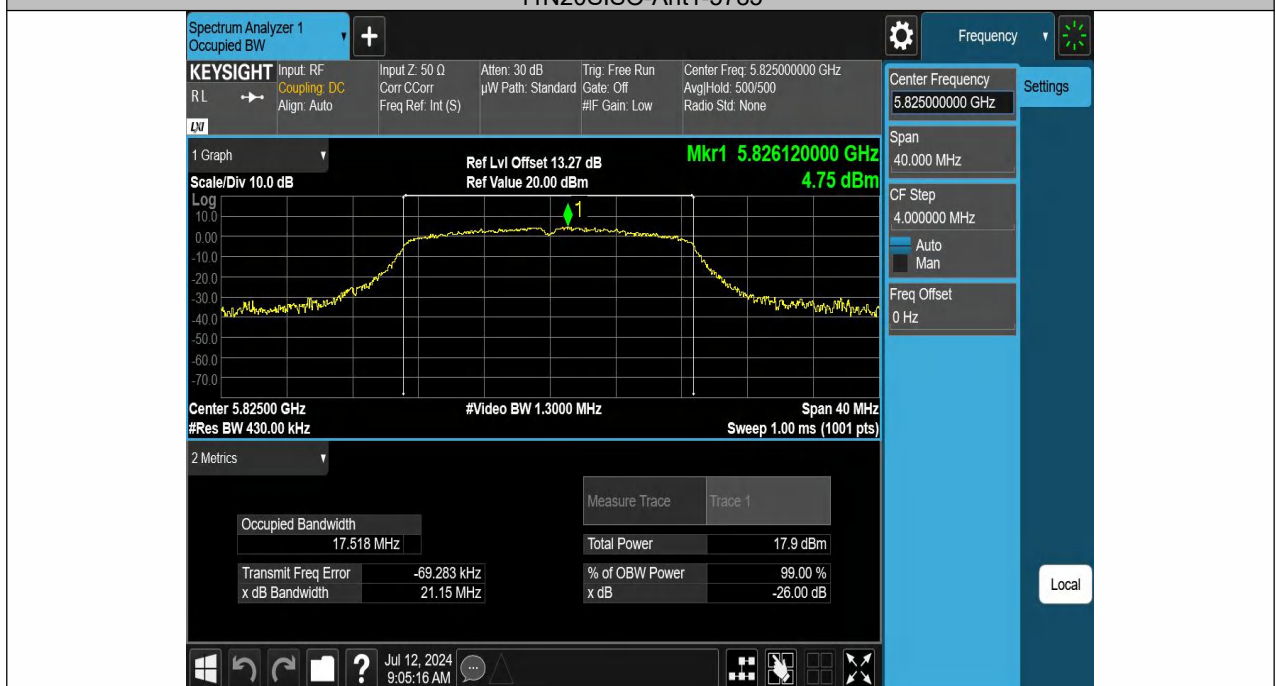 Spectrum Analyzer 1
Occupied BW
+
Frequency
KEYSIGHT
RL
LXI
Input: RF
Coupling: DC
Align: Auto
Input Z: 50 Ω
Corr CCorr
Freq Ref: Int (S)
Atten: 30 dB
µW Path: Standard
Trig: Free Run
Gate: Off
#IF Gain: Low
Center Freq: 5.825000000 GHz
Avg|Hold: 500/500
Radio Std: None
Center Frequency
5.825000000 GHz
Settings
Span
40.000 MHz
CF Step
4.000000 MHz
Auto
Man
Freq Offset
0 Hz
Local
1 Graph
Scale/Div 10.0 dB
Ref Lvl Offset 13.27 dB
Ref Value 20.00 dBm
Mkr1 5.826120000 GHz
4.75 dBm
Log
10.0
0.00
-10.0
-20.0
-30.0
-40.0
-50.0
-60.0
-70.0
1
Center 5.82500 GHz
#Video BW 1.3000 MHz
Span 40 MHz
#Res BW 430.00 kHz
Sweep 1.00 ms (1001 pts)
2 Metrics
Measure Trace Trace 1
Occupied Bandwidth
17.518 MHz
Total Power 17.9 dBm
Transmit Freq Error -69.283 kHz
% of OBW Power 99.00 %
x dB Bandwidth 21.15 MHz
x dB -26.00 dB
?
Jul 12, 2024
9:05:16 AM